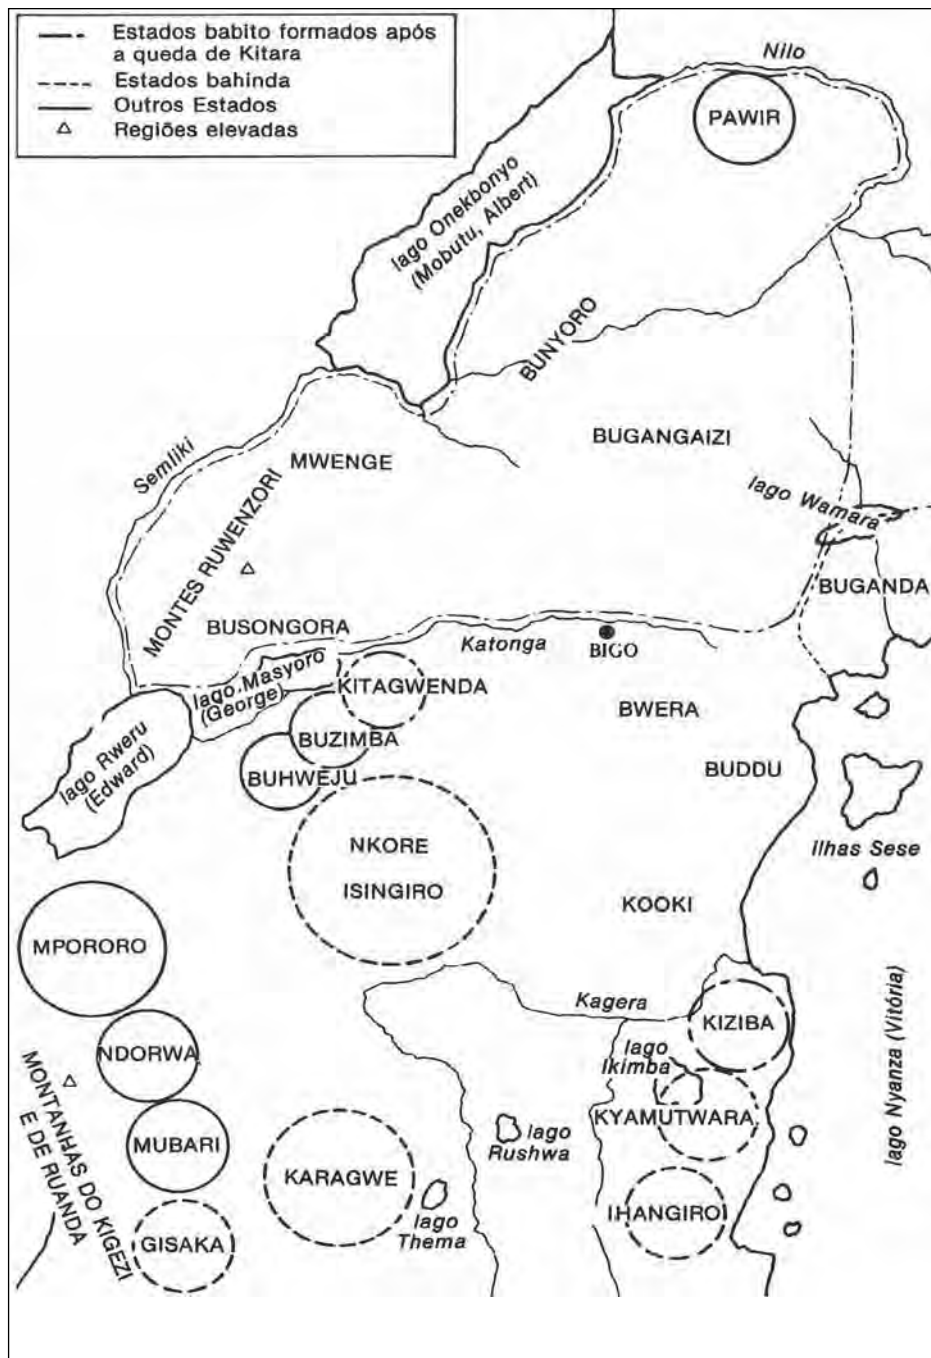 Estados babito formados após
a queda de Kitara
Estados bahinda
Outros Estados
Regiões elevadas
Nilo
PAWIR
lago Onekbonyo
(Mobutu, Albert)
BUNYORO
BUGANGAIZI
MWENGE
Semliki
lago Wamara
MONTES RUWENZORI
BUGANDA
BUSONGORA
Katonga
BIGO
lago Masyoro
(George)
KITAGWENDA
BWERA
BUZIMBA
lago Rweru
(Edward)
BUHWEJU
BUDDU
NKORE
ISINGIRO
ilhas Sese
KOOKI
MPORORO
Kagera
KIZIBA
lago Nyanza (Vitória)
NDORWA
lago
Ikimba
MONTANHAS DO KIGEZI
E DE RUANDA
KYAMUTWARA
MUBARI
lago
Rushwa
KARAGWE
IHANGIRO
lago
Thema
GISAKA